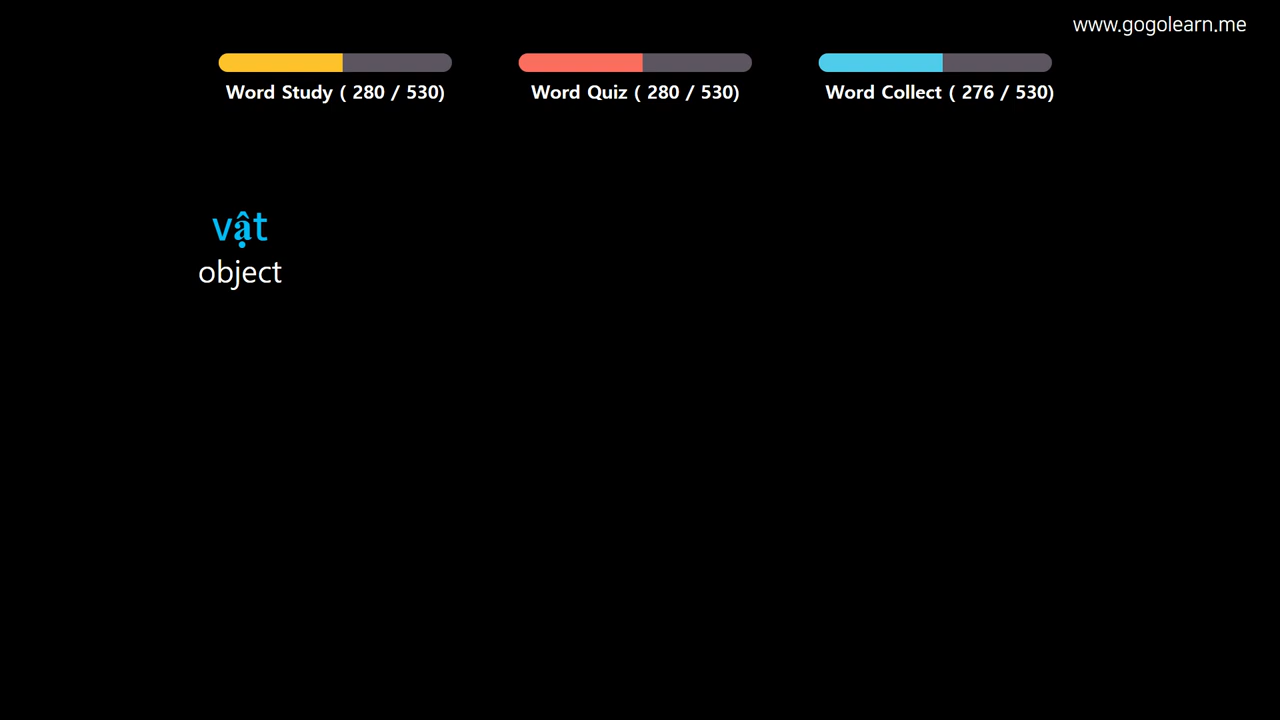 www.gogolearn.me
Word Study ( 280 / 530)
Word Quiz ( 280 / 530)
Word Collect ( 276 / 530)
vật
object